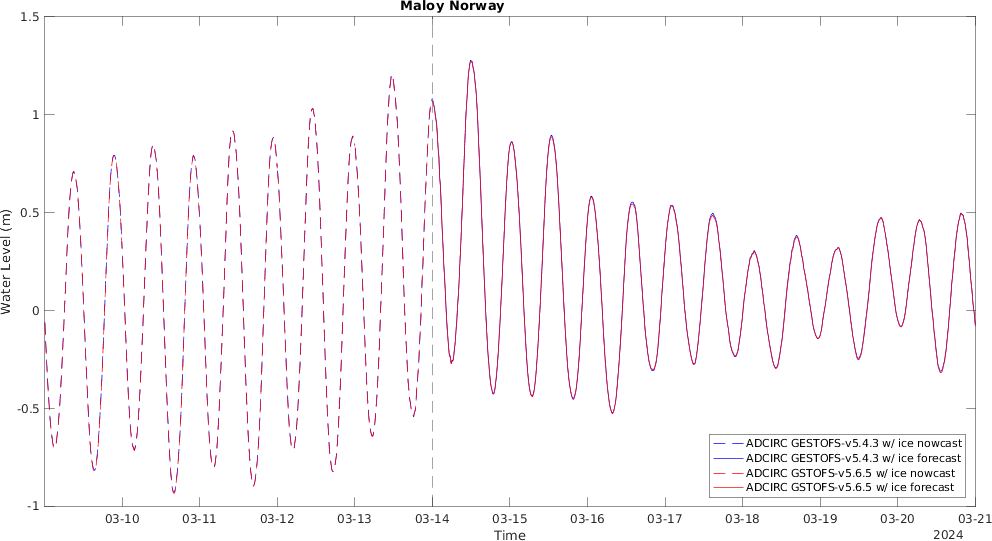 Maloy Norway
1.5
1
0.5
0
-0.5
-1
Water Level (m)
ADCIRC GESTOFS-v5.4.3 w/ ice nowcast
ADCIRC GESTOFS-v5.4.3 w/ ice forecast
ADCIRC GSTOFS-v5.6.5 w/ ice nowcast
ADCIRC GSTOFS-v5.6.5 w/ ice forecast
03-10 03-11 03-12 03-13 03-14 03-15 03-16 03-17 03-18 03-19 03-20 03-21
Time
2024